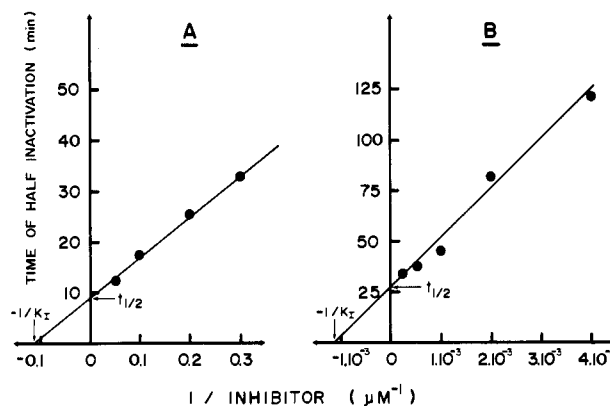 A
B
TIME OF HALF INACTIVATION (min)
50
40
30
20
10
125
100
75
50
25
-1/KI
t1/2
-1/KI
t1/2
-0.1
0
0.1
0.2
0.3
-1.10-3
0
1.10-3
2.10-3
3.10-3
4.10-
1 / INHIBITOR (μM-1)